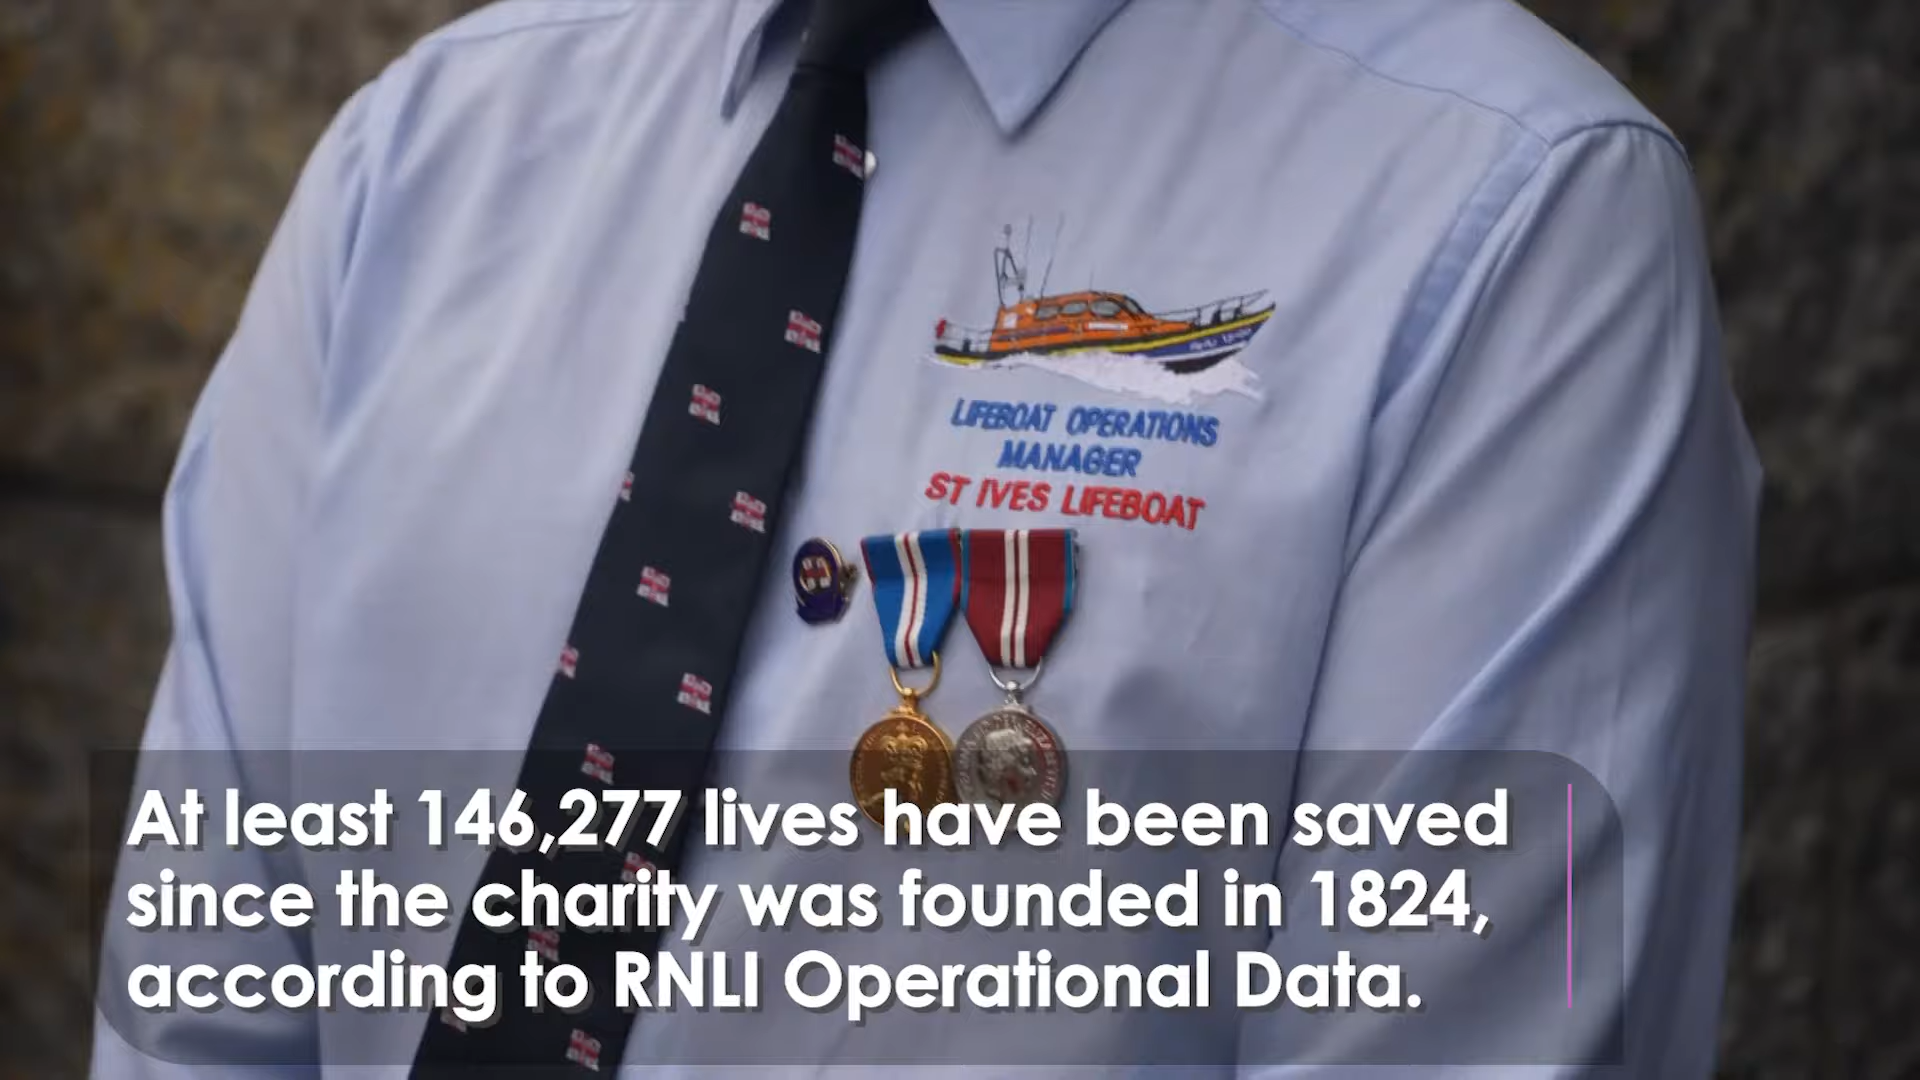 LIFEBOAT OPERATIONS
MANAGER
ST IVES LIFEBOAT
At least 146,277 lives have been saved
since the charity was founded in 1824,
according to RNLI Operational Data.